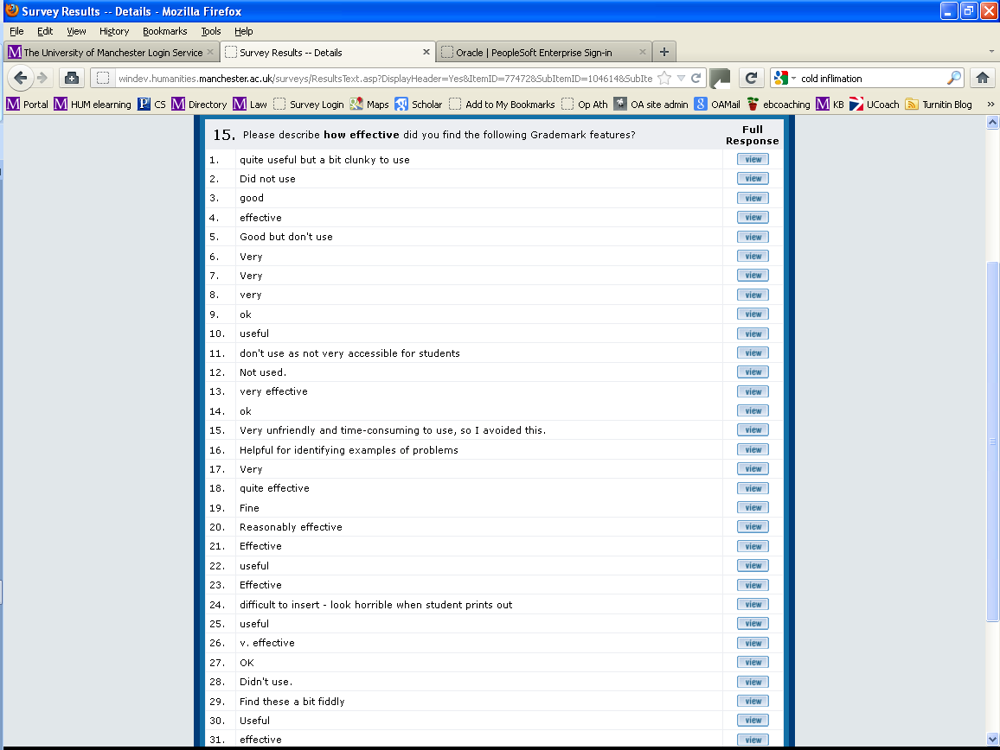 Survey Results -- Details - Mozilla Firefox
File Edit View History Bookmarks Tools Help
The University of Manchester Login Service Survey Results -- Details Oracle | PeopleSoft Enterprise Sign-in
windev.humanities.manchester.ac.uk/surveys/ResultsText.asp?DisplayHeader=Yes&ItemID=77472&SubItemID=104614&SubIte cold inflimation
Portal HUM elearning CS Directory Law Survey Login Maps Scholar Add to My Bookmarks Op Ath OA site admin OAMail ebcoaching KB UCoach Turnitin Blog »
15. Please describe how effective did you find the following Grademark features? Full Response
1. quite useful but a bit clunky to use view
2. Did not use view
3. good view
4. effective view
5. Good but don't use view
6. Very view
7. Very view
8. very view
9. ok view
10. useful view
11. don't use as not very accessible for students view
12. Not used. view
13. very effective view
14. ok view
15. Very unfriendly and time-consuming to use, so I avoided this. view
16. Helpful for identifying examples of problems view
17. Very view
18. quite effective view
19. Fine view
20. Reasonably effective view
21. Effective view
22. useful view
23. Effective view
24. difficult to insert - look horrible when student prints out view
25. useful view
26. v. effective view
27. OK view
28. Didn't use. view
29. Find these a bit fiddly view
30. Useful view
31. effective view